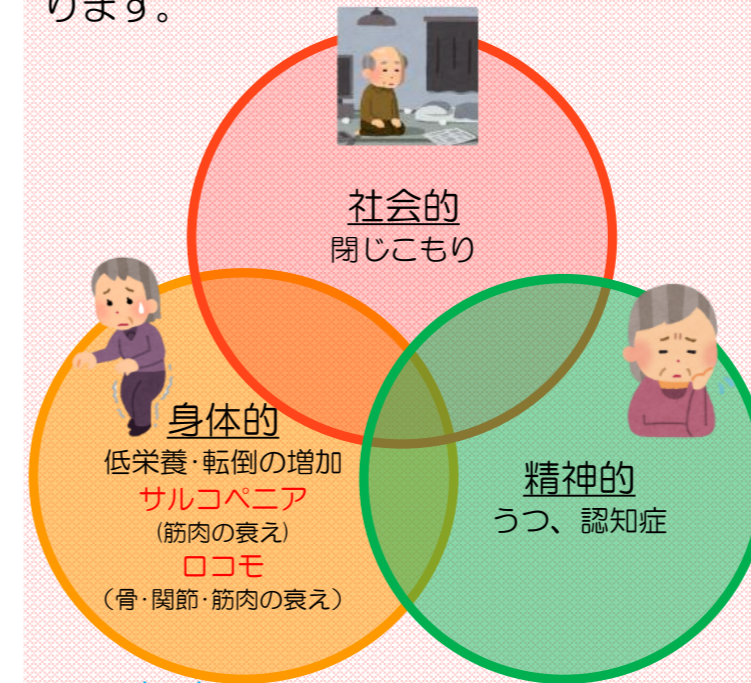 ります。
社会的
閉じこもり
身体的
低栄養･転倒の増加
サルコペニア
(筋肉の衰え)
ロコモ
（骨･関節･筋肉の衰え）
精神的
うつ、認知症